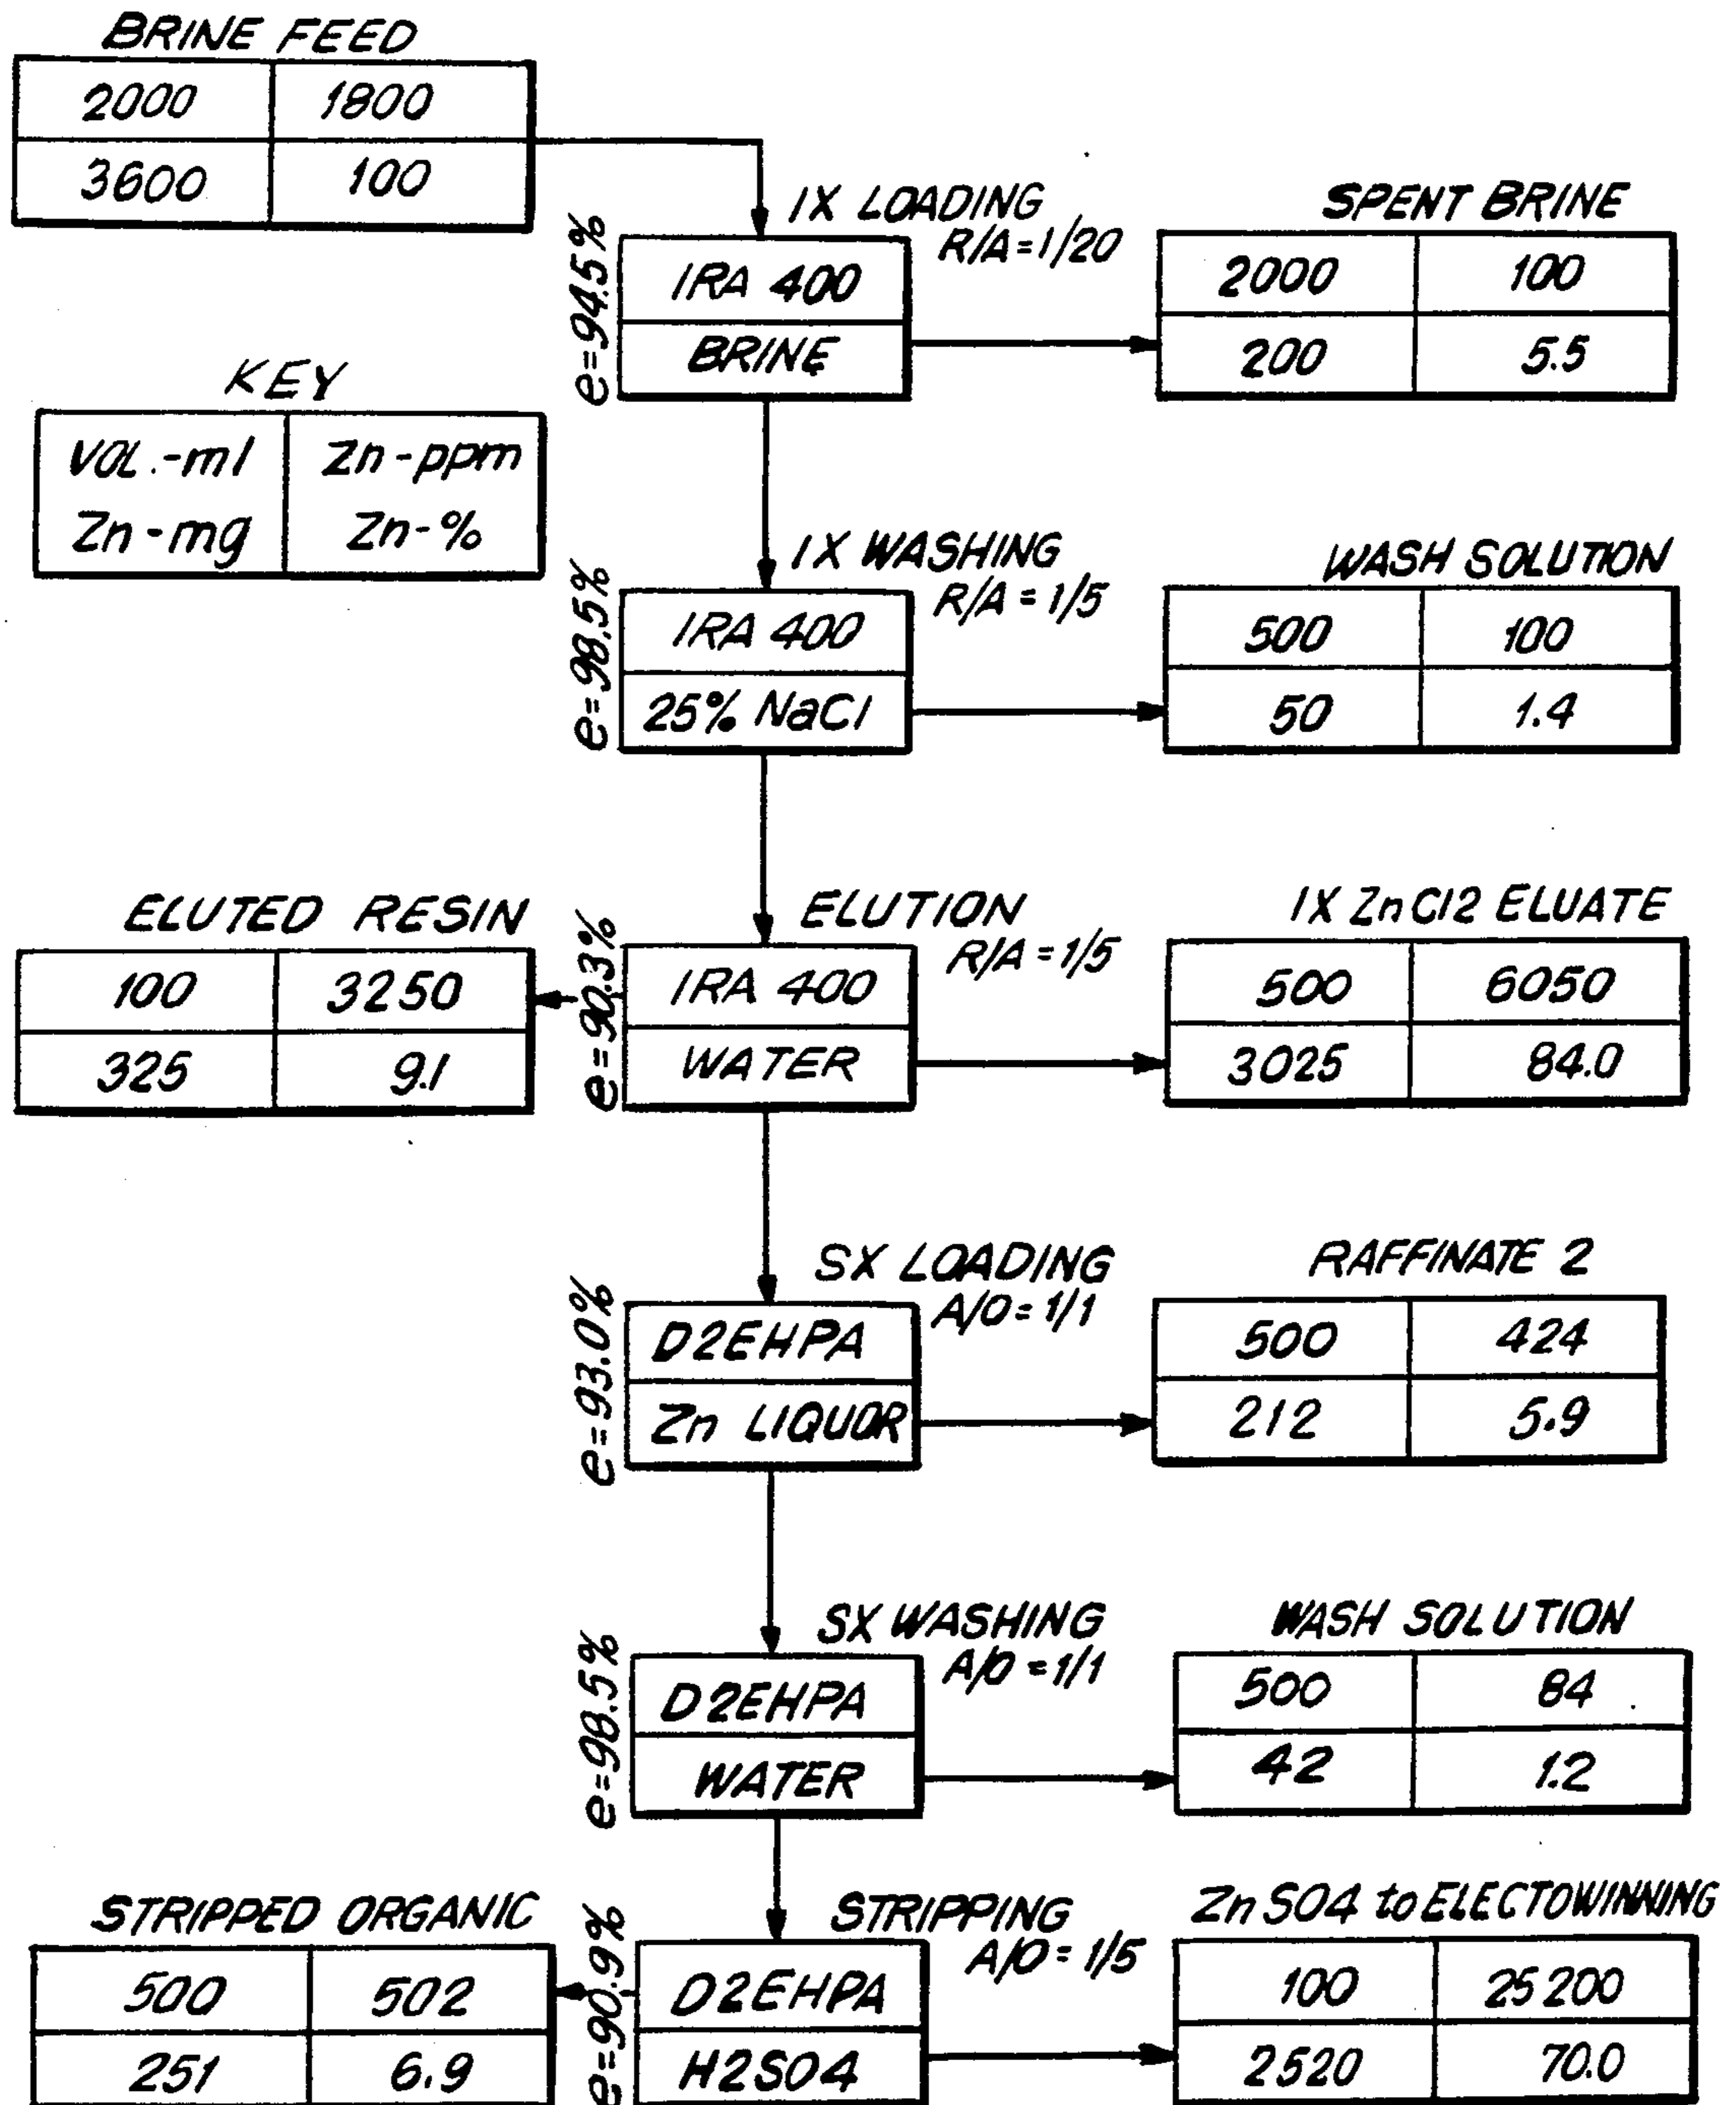 BRINE FEED
2000 1800
3600 100
IX LOADING
R/A=1/20
e=94.5%
IRA 400
BRINE
SPENT BRINE
2000 100
200 5.5
KEY
VOL.-ml Zn-ppm
Zn-mg Zn-%
IX WASHING
R/A = 1/5
e=98.5%
IRA 400
25% NaCl
WASH SOLUTION
500 100
50 1.4
ELUTED RESIN
100 3250
325 9.1
ELUTION
R/A = 1/5
e=90.3%
IRA 400
WATER
IX ZnCl2 ELUATE
500 6050
3025 84.0
SX LOADING
A/O=1/1
e=93.0%
D2EHPA
Zn LIQUOR
RAFFINATE 2
500 424
212 5.9
SX WASHING
A/O=1/1
e=98.5%
D2EHPA
WATER
WASH SOLUTION
500 84
42 1.2
STRIPPED ORGANIC
500 502
251 6.9
STRIPPING
A/O=1/5
e=90.9%
D2EHPA
H2SO4
ZnSO4 to ELECTOWINNING
100 25200
2520 70.0